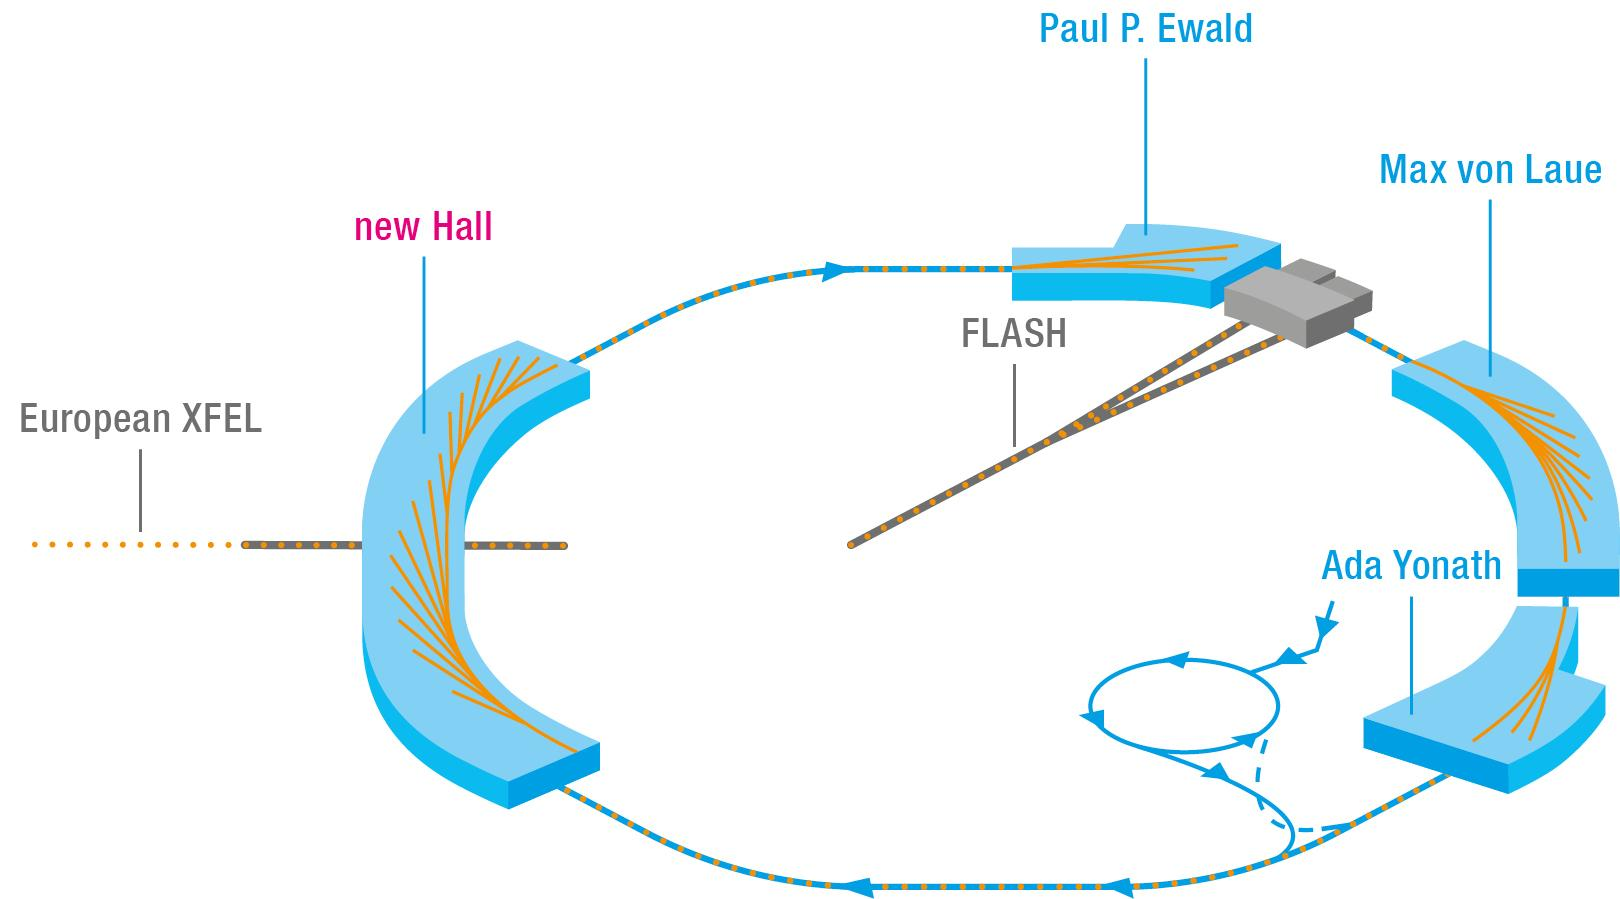 Paul P. Ewald
Max von Laue
new Hall
FLASH
European XFEL
Ada Yonath